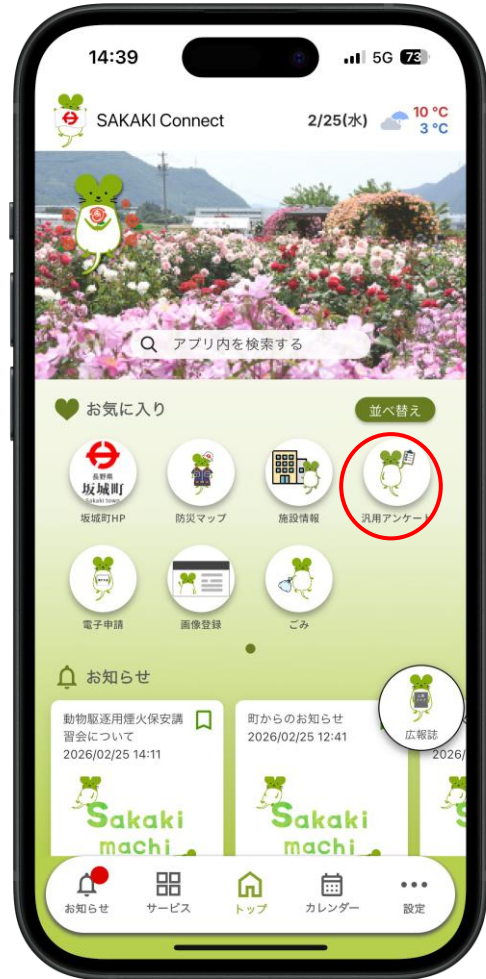 14:39
5G 73
SAKAKI Connect
2/25(水)
10 °C
3 °C
アプリ内を検索する
お気に入り
並べ替え
長野県
坂城町
Sakaki town
坂城町HP
防災マップ
施設情報
汎用アンケート
電子申請
画像登録
ごみ
お知らせ
動物駆逐用煙火保安講
習会について
2026/02/25 14:11
Sakaki
machi
町からのお知らせ
2026/02/25 12:41
Sakaki
machi
広報誌
2026/
お知らせ
サービス
トップ
カレンダー
設定